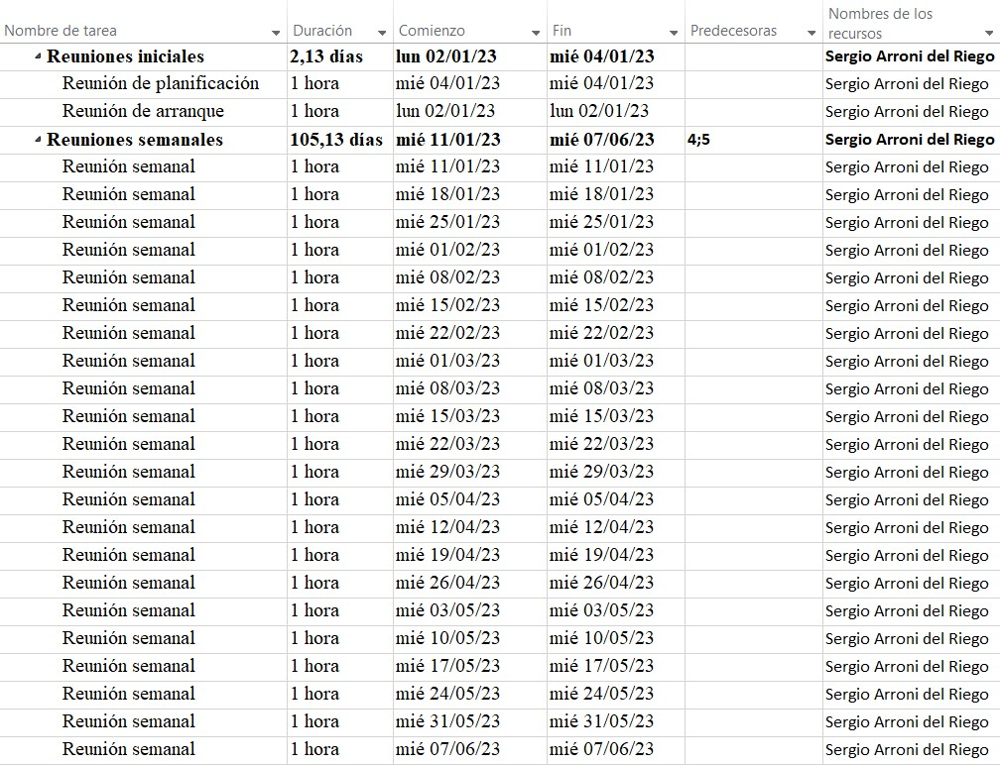 Nombre de tarea Duración Comienzo Fin Predecesoras Nombres de los recursos
Reuniones iniciales 2,13 días lun 02/01/23 mié 04/01/23 Sergio Arroni del Riego
Reunión de planificación 1 hora mié 04/01/23 mié 04/01/23 Sergio Arroni del Riego
Reunión de arranque 1 hora lun 02/01/23 lun 02/01/23 Sergio Arroni del Riego
Reuniones semanales 105,13 días mié 11/01/23 mié 07/06/23 4;5 Sergio Arroni del Riego
Reunión semanal 1 hora mié 11/01/23 mié 11/01/23 Sergio Arroni del Riego
Reunión semanal 1 hora mié 18/01/23 mié 18/01/23 Sergio Arroni del Riego
Reunión semanal 1 hora mié 25/01/23 mié 25/01/23 Sergio Arroni del Riego
Reunión semanal 1 hora mié 01/02/23 mié 01/02/23 Sergio Arroni del Riego
Reunión semanal 1 hora mié 08/02/23 mié 08/02/23 Sergio Arroni del Riego
Reunión semanal 1 hora mié 15/02/23 mié 15/02/23 Sergio Arroni del Riego
Reunión semanal 1 hora mié 22/02/23 mié 22/02/23 Sergio Arroni del Riego
Reunión semanal 1 hora mié 01/03/23 mié 01/03/23 Sergio Arroni del Riego
Reunión semanal 1 hora mié 08/03/23 mié 08/03/23 Sergio Arroni del Riego
Reunión semanal 1 hora mié 15/03/23 mié 15/03/23 Sergio Arroni del Riego
Reunión semanal 1 hora mié 22/03/23 mié 22/03/23 Sergio Arroni del Riego
Reunión semanal 1 hora mié 29/03/23 mié 29/03/23 Sergio Arroni del Riego
Reunión semanal 1 hora mié 05/04/23 mié 05/04/23 Sergio Arroni del Riego
Reunión semanal 1 hora mié 12/04/23 mié 12/04/23 Sergio Arroni del Riego
Reunión semanal 1 hora mié 19/04/23 mié 19/04/23 Sergio Arroni del Riego
Reunión semanal 1 hora mié 26/04/23 mié 26/04/23 Sergio Arroni del Riego
Reunión semanal 1 hora mié 03/05/23 mié 03/05/23 Sergio Arroni del Riego
Reunión semanal 1 hora mié 10/05/23 mié 10/05/23 Sergio Arroni del Riego
Reunión semanal 1 hora mié 17/05/23 mié 17/05/23 Sergio Arroni del Riego
Reunión semanal 1 hora mié 24/05/23 mié 24/05/23 Sergio Arroni del Riego
Reunión semanal 1 hora mié 31/05/23 mié 31/05/23 Sergio Arroni del Riego
Reunión semanal 1 hora mié 07/06/23 mié 07/06/23 Sergio Arroni del Riego